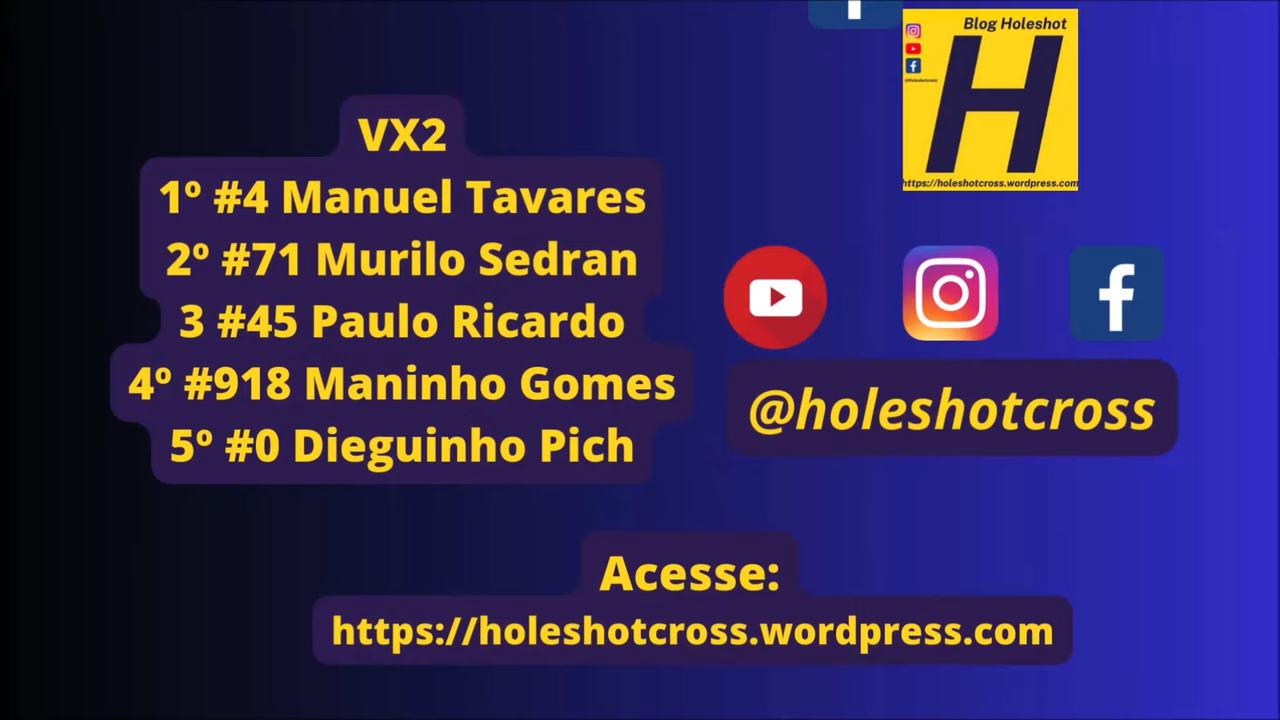 Blog Holeshot
H
https://holeshotcross.wordpress.com
VX2
1º #4 Manuel Tavares
2º #71 Murilo Sedran
3 #45 Paulo Ricardo
4º #918 Maninho Gomes
5º #0 Dieguinho Pich
@holeshotcross
Acesse:
https://holeshotcross.wordpress.com